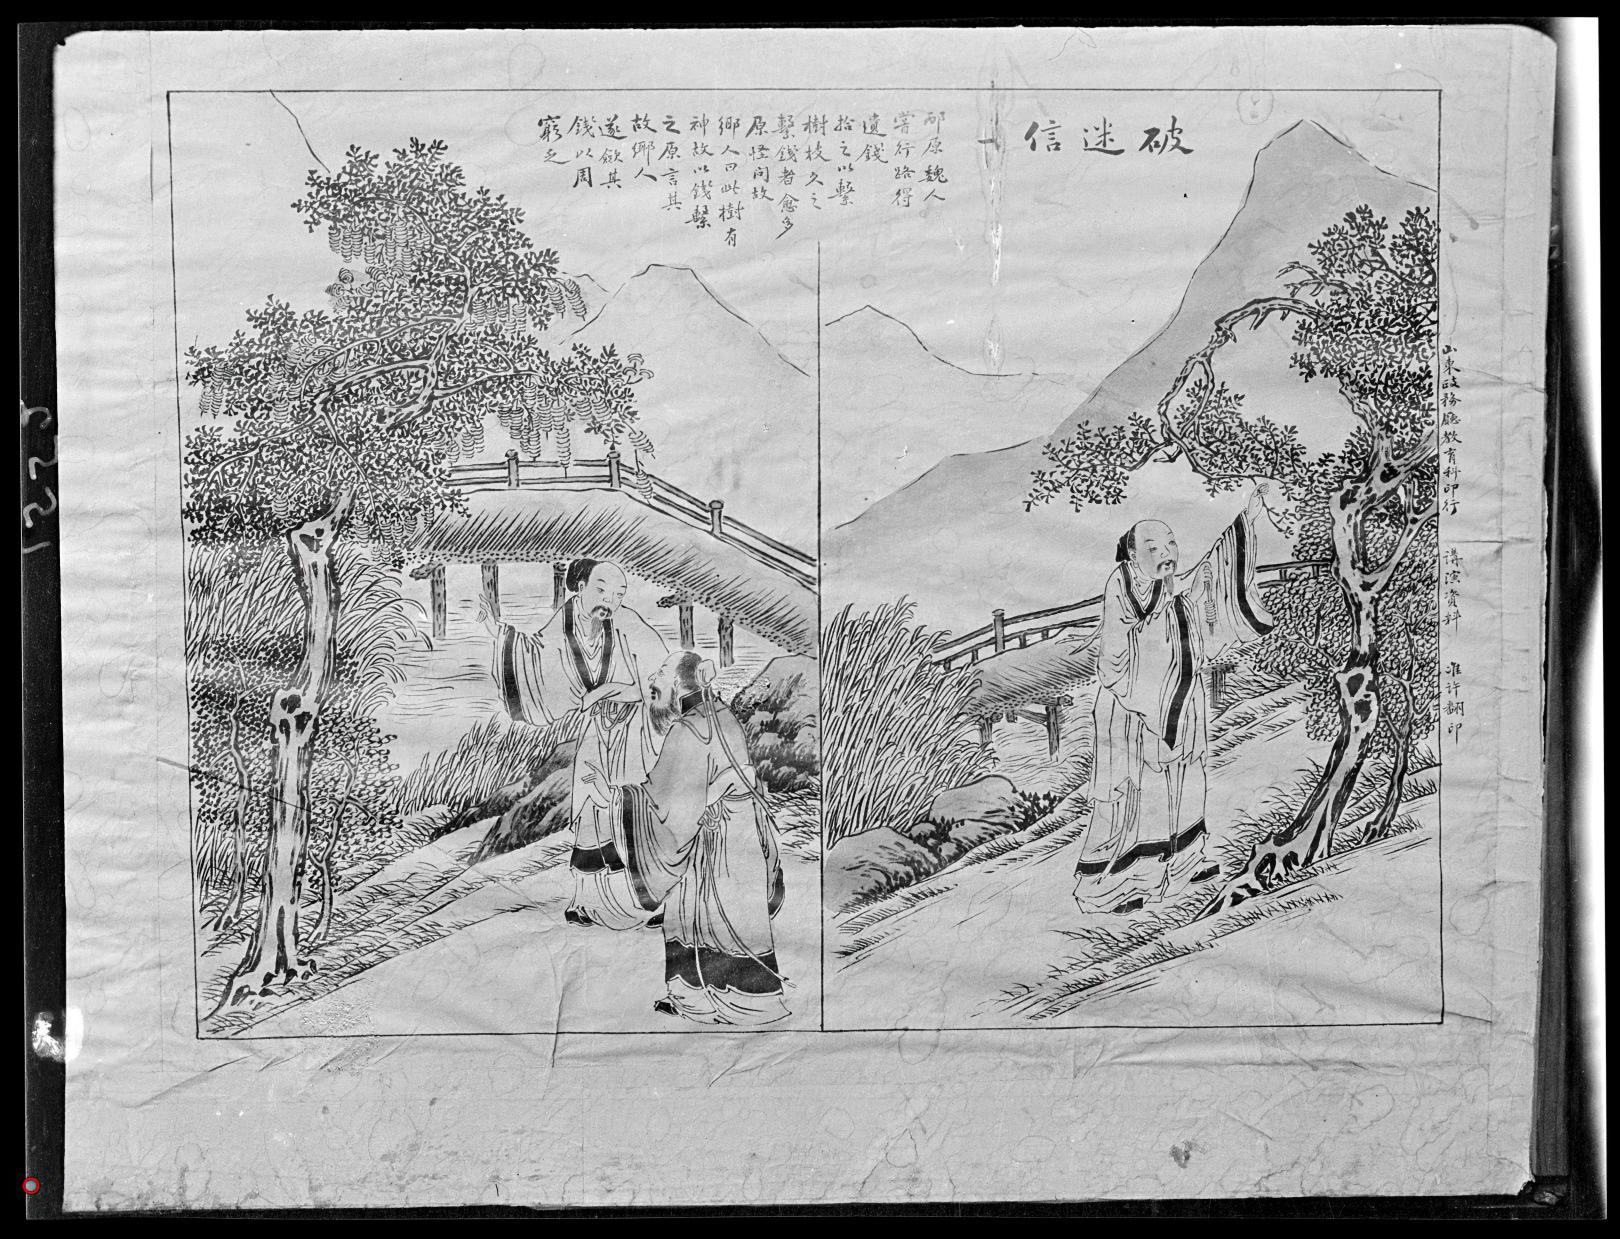 破迷信
邴原魏人
嘗行路得
遺錢
拾之以繫
樹枝久之
繫錢者愈多
原怪問故
鄉人曰此樹有
神故以錢繫
之原言其
故鄉人
遂斂其
錢以周
窮乏
山東政務廳教育科印行 講演資料 准許翻印
1223